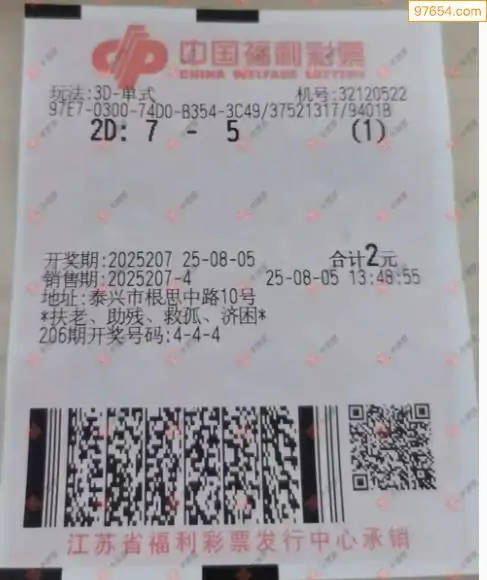 97654.com
中国福利彩票
CHINA WELFARE LOTTERY
玩法:3D-单式 机号:32120522
97E7-0300-74D0-B354-3C49/37521317/9401B
2D: 7 - 5 (1)
开奖期:2025207 25-08-05 合计2元
销售期:2025207-4 25-08-05 13:48:55
地址:泰兴市根思中路10号
*扶老、助残、救孤、济困*
206期开奖号码:4-4-4
江苏省福利彩票发行中心承销